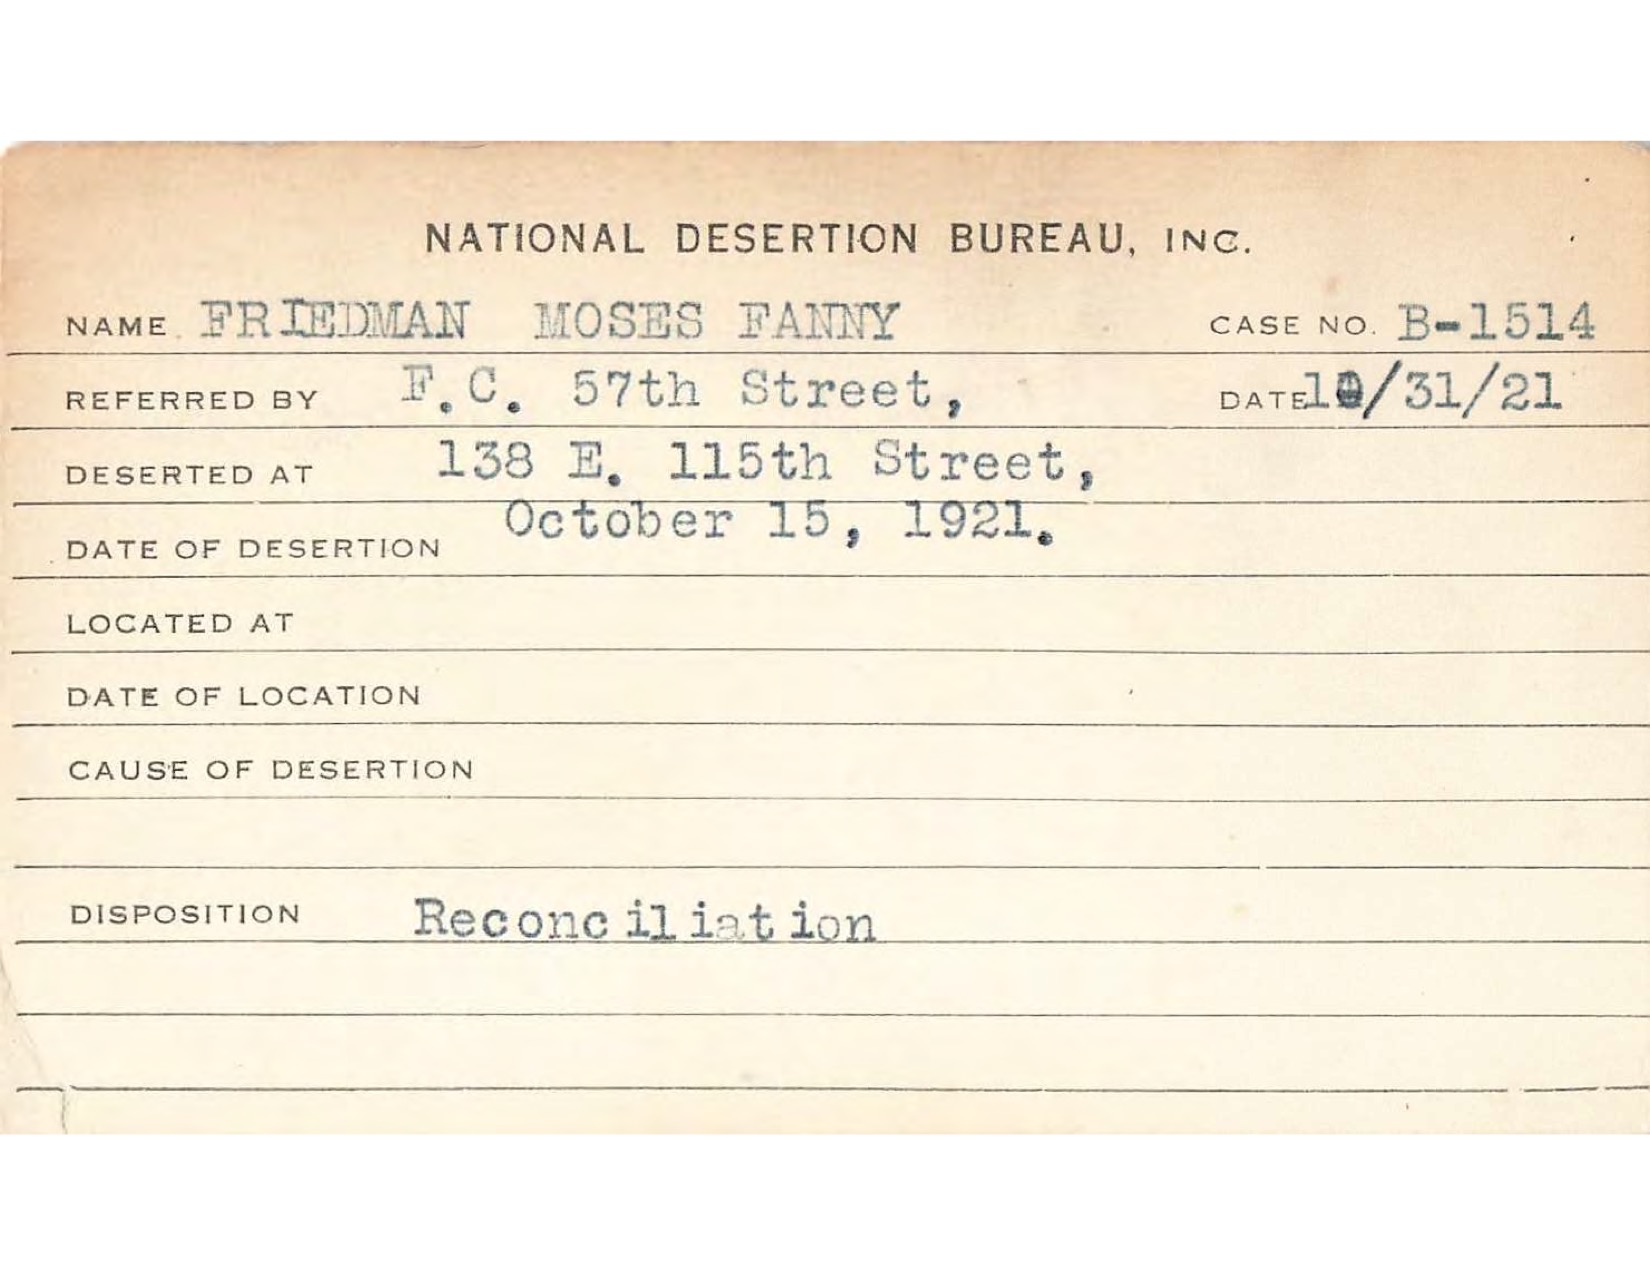 NATIONAL DESERTION BUREAU, INC.
NAME FRIEDMAN MOSES FANNY CASE NO. B-1514
REFERRED BY F.C. 57th Street, DATE 10/31/21
DESERTED AT 138 E. 115th Street,
DATE OF DESERTION October 15, 1921.
LOCATED AT
DATE OF LOCATION
CAUSE OF DESERTION
DISPOSITION Reconciliation